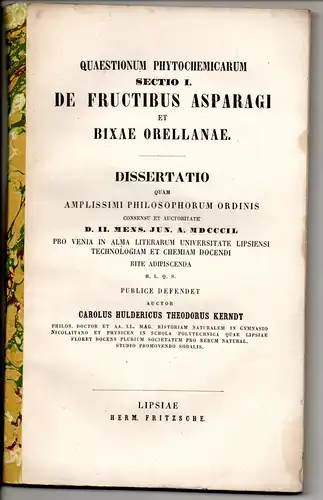 QUAESTIONUM PHYTOCHEMICARUM
SECTIO I.
DE FRUCTIBUS ASPARAGI
ET
BIXAE ORELLANAE.
DISSERTATIO
QUAM
AMPLISSIMI PHILOSOPHORUM ORDINIS
CONSENSU ET AUCTORITATE
D. II. MENS. JUN. A. MDCCCIL
PRO VENIA IN ALMA LITERARUM UNIVERSITATE LIPSIENSI
TECHNOLOGIAM ET CHEMIAM DOCENDI
RITE ADIPISCENDA
H. L. Q. S.
PUBLICE DEFENDET
AUCTOR
CAROLUS HULDERICUS THEODORUS KERNDT
PHILOS. DOCTOR ET AA. LL. MAG. HISTORIAM NATURALEM IN GYMNASIO
NICOLAITANO ET PHYSICEN IN SCHOLA POLYTECHNICA QUAE LIPSIAE
FLORET DOCENS PLURIUM SOCIETATUM PRO RERUM NATURAL.
STUDIO PROMOVENDO SODALIS.
LIPSIAE
HERM. FRITZSCHE.